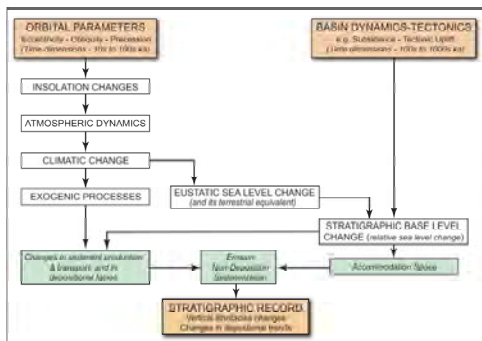 ORBITAL PARAMETERS
Eccentricity - Obliquity - Precession
(Time dimensions - 10s to 100s ka)
BASIN DYNAMICS-TECTONICS
e.g. Subsidence - Tectonic Uplift
(Time dimensions - 100s to 1000s ka)
INSOLATION CHANGES
ATMOSPHERIC DYNAMICS
CLIMATIC CHANGE
EXOGENIC PROCESSES
EUSTATIC SEA LEVEL CHANGE
(and its terrestrial equivalent)
STRATIGRAPHIC BASE LEVEL
CHANGE (relative sea level change)
Changes in sediment production
& transport and its
depositional facies
Erosion
Non-Deposition
Sedimentation
Accommodation Space
STRATIGRAPHIC RECORD
Vertical lithofacies changes
Changes in depositional trends